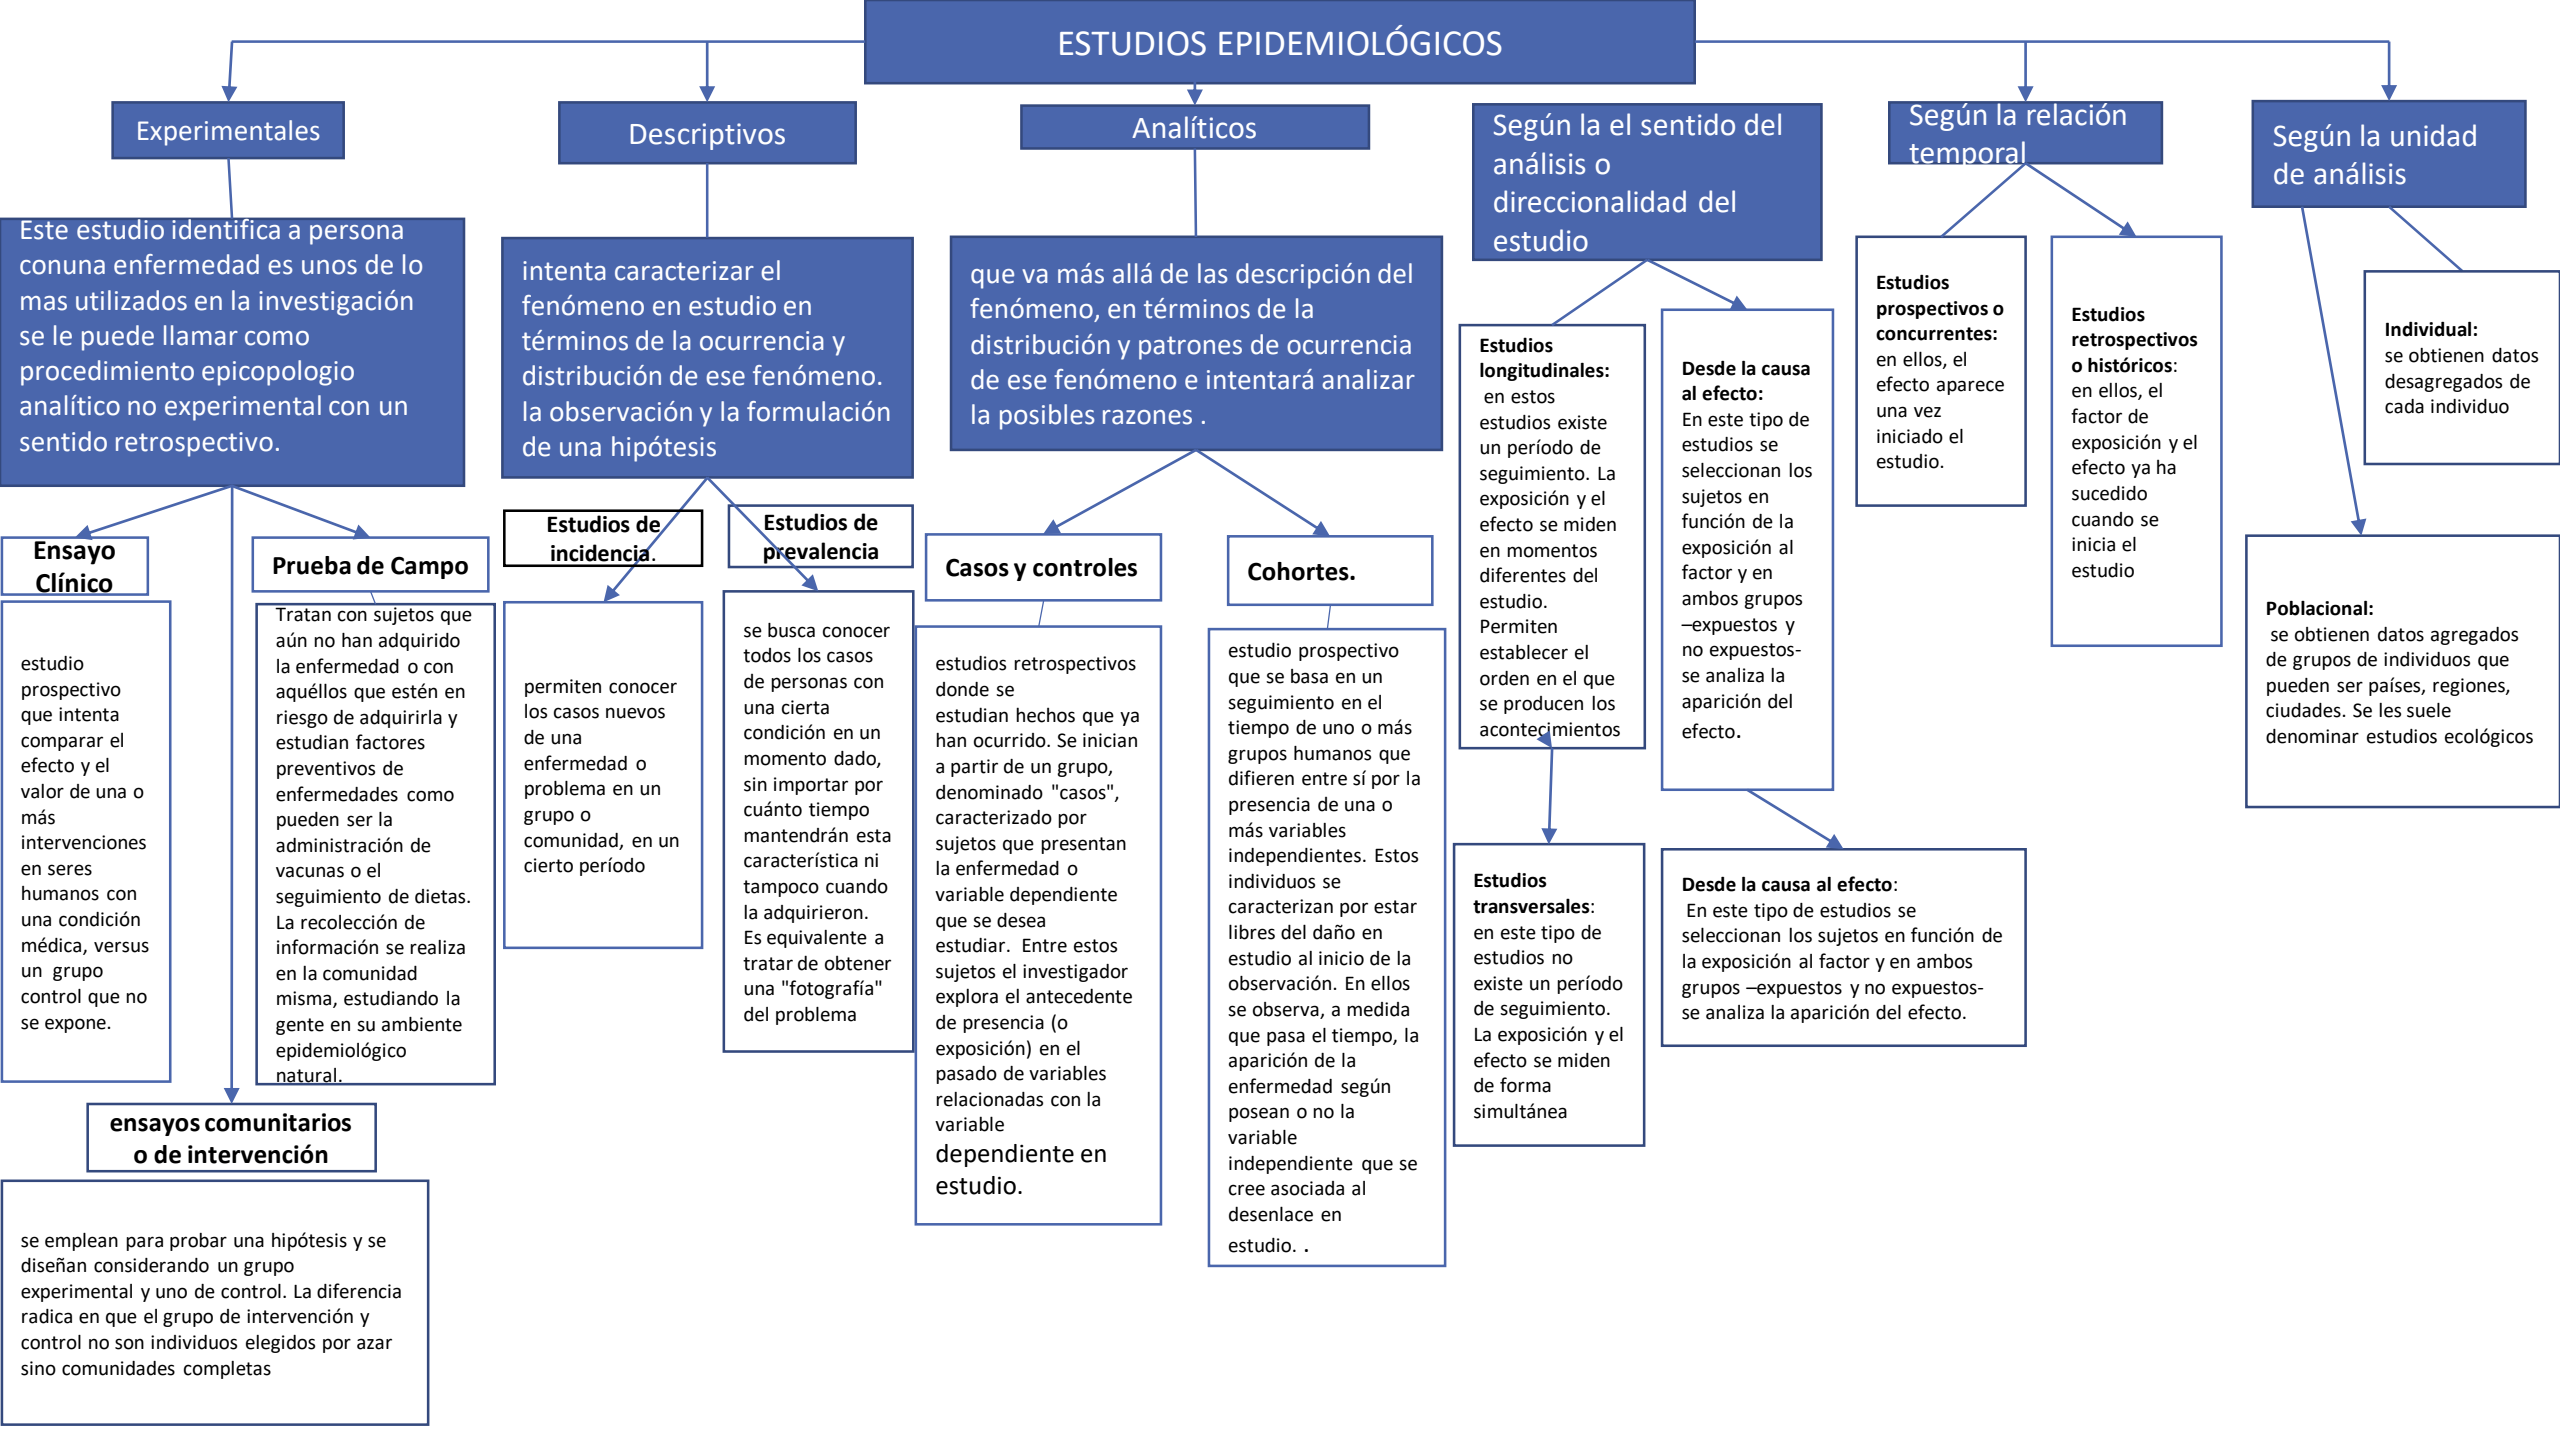 ESTUDIOS EPIDEMIOLÓGICOS
Experimentales
Este estudio identifica a persona
conuna enfermedad es unos de lo
mas utilizados en la investigación
se le puede llamar como
procedimiento epicopologio
analítico no experimental con un
sentido retrospectivo.
Ensayo
Clínico
estudio
prospectivo
que intenta
comparar el
efecto y el
valor de una o
más
intervenciones
en seres
humanos con
una condición
médica, versus
un grupo
control que no
se expone.
Prueba de Campo
Tratan con sujetos que
aún no han adquirido
la enfermedad o con
aquéllos que estén en
riesgo de adquirirla y
estudian factores
preventivos de
enfermedades como
pueden ser la
administración de
vacunas o el
seguimiento de dietas.
La recolección de
información se realiza
en la comunidad
misma, estudiando la
gente en su ambiente
epidemiológico
natural.
ensayos comunitarios
o de intervención
se emplean para probar una hipótesis y se
diseñan considerando un grupo
experimental y uno de control. La diferencia
radica en que el grupo de intervención y
control no son individuos elegidos por azar
sino comunidades completas
Descriptivos
intenta caracterizar el
fenómeno en estudio en
términos de la ocurrencia y
distribución de ese fenómeno.
la observación y la formulación
de una hipótesis
Estudios de
incidencia.
permiten conocer
los casos nuevos
de una
enfermedad o
problema en un
grupo o
comunidad, en un
cierto período
Estudios de
prevalencia
se busca conocer
todos los casos
de personas con
una cierta
condición en un
momento dado,
sin importar por
cuánto tiempo
mantendrán esta
característica ni
tampoco cuando
la adquirieron.
Es equivalente a
tratar de obtener
una "fotografía"
del problema
Analíticos
que va más allá de las descripción del
fenómeno, en términos de la
distribución y patrones de ocurrencia
de ese fenómeno e intentará analizar
la posibles razones .
Casos y controles
estudios retrospectivos
donde se
estudian hechos que ya
han ocurrido. Se inician
a partir de un grupo,
denominado "casos",
caracterizado por
sujetos que presentan
la enfermedad o
variable dependiente
que se desea
estudiar. Entre estos
sujetos el investigador
explora el antecedente
de presencia (o
exposición) en el
pasado de variables
relacionadas con la
variable
dependiente en
estudio.
Cohortes.
estudio prospectivo
que se basa en un
seguimiento en el
tiempo de uno o más
grupos humanos que
difieren entre sí por la
presencia de una o
más variables
independientes. Estos
individuos se
caracterizan por estar
libres del daño en
estudio al inicio de la
observación. En ellos
se observa, a medida
que pasa el tiempo, la
aparición de la
enfermedad según
posean o no la
variable
independiente que se
cree asociada al
desenlace en
estudio. .
Según la el sentido del
análisis o
direccionalidad del
estudio
Estudios
longitudinales:
en estos
estudios existe
un período de
seguimiento. La
exposición y el
efecto se miden
en momentos
diferentes del
estudio.
Permiten
establecer el
orden en el que
se producen los
acontecimientos
Estudios
transversales:
en este tipo de
estudios no
existe un período
de seguimiento.
La exposición y el
efecto se miden
de forma
simultánea
Desde la causa
al efecto:
En este tipo de
estudios se
seleccionan los
sujetos en
función de la
exposición al
factor y en
ambos grupos
–expuestos y
no expuestos-
se analiza la
aparición del
efecto.
Desde la causa al efecto:
En este tipo de estudios se
seleccionan los sujetos en función de
la exposición al factor y en ambos
grupos –expuestos y no expuestos-
se analiza la aparición del efecto.
Según la relación
temporal
Estudios
prospectivos o
concurrentes:
en ellos, el
efecto aparece
una vez
iniciado el
estudio.
Estudios
retrospectivos
o históricos:
en ellos, el
factor de
exposición y el
efecto ya ha
sucedido
cuando se
inicia el
estudio
Según la unidad
de análisis
Individual:
se obtienen datos
desagregados de
cada individuo
Poblacional:
se obtienen datos agregados
de grupos de individuos que
pueden ser países, regiones,
ciudades. Se les suele
denominar estudios ecológicos